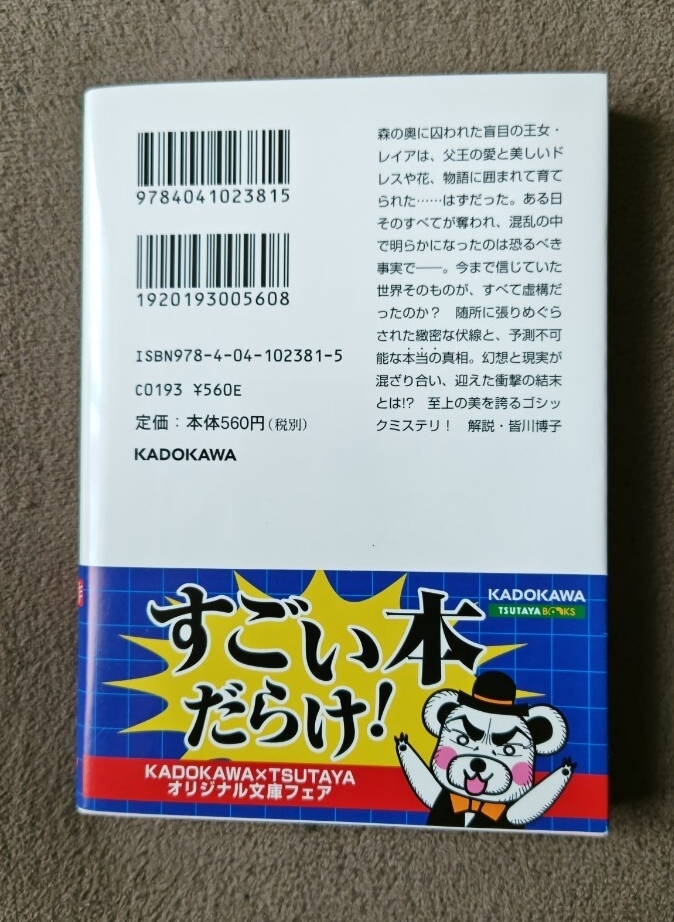 9784041023815
1920193005608
ISBN978-4-04-102381-5
C0193 ¥560E
定価：本体560円（税別）
KADOKAWA
森の奥に囚われた盲目の王女・
レイアは、父王の愛と美しいド
レスや花、物語に囲まれて育て
られた……はずだった。ある日
そのすべてが奪われ、混乱の中
で明らかになったのは恐るべき
事実で――。今まで信じていた
世界そのものが、すべて虚構だ
ったのか？　随所に張りめぐら
された緻密な伏線と、予測不可
能な本当の真相。幻想と現実が
混ざり合い、迎えた衝撃の結末
とは!?　至上の美を誇るゴシッ
クミステリ！　解説・皆川博子
KADOKAWA
TSUTAYA BOOKS
すごい本
だらけ！
KADOKAWA×TSUTAYA
オリジナル文庫フェア